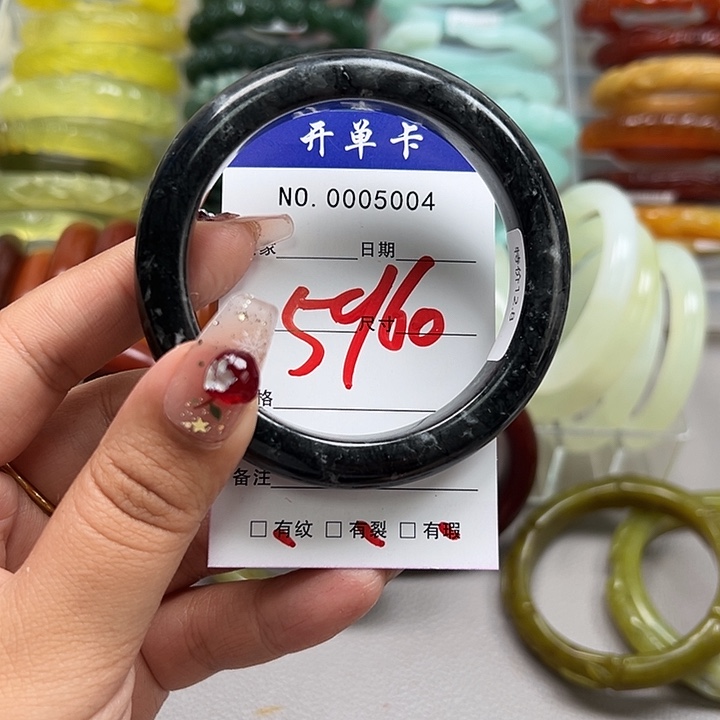 开单卡
NO. 0005004
家 日期
5960
尺寸
格
备注
□ 有纹 □ 有裂 □ 有瑕